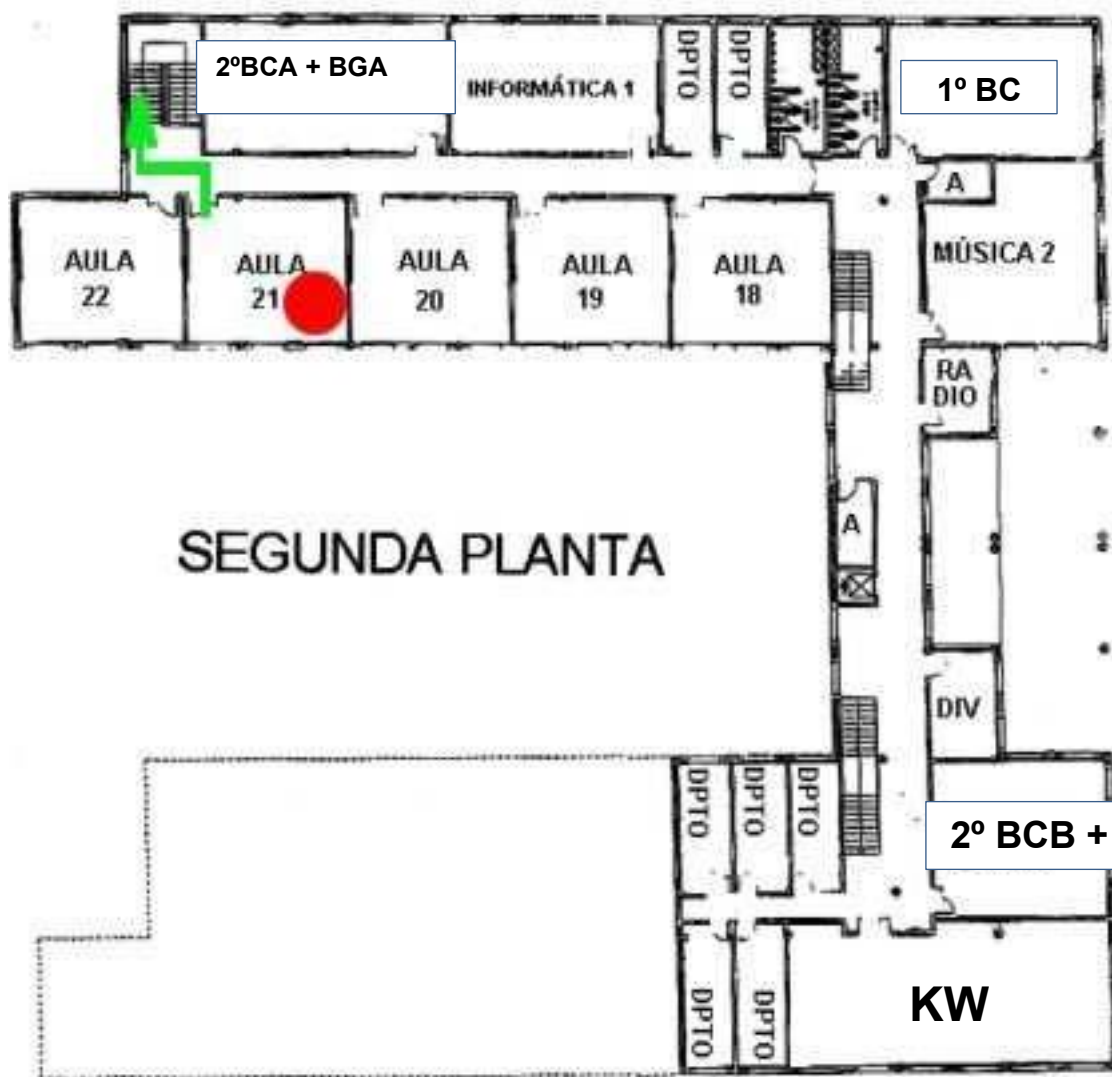 DPTO
DPTO
2ºBCA + BGA
INFORMÁTICA 1
1º BC
A
MÚSICA 2
AULA
22
AULA
21
AULA
20
AULA
19
AULA
18
RA
DIO
A
SEGUNDA PLANTA
DIV
DPTO
DPTO
DPTO
2º BCB +
DPTO
DPTO
KW